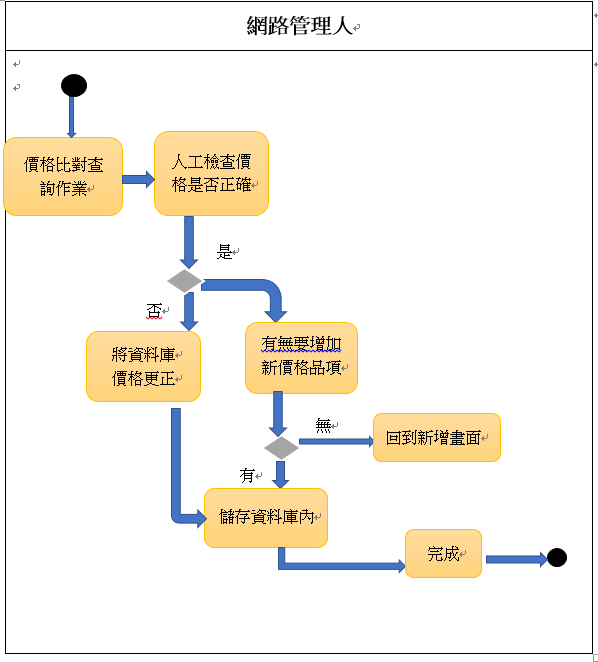 網路管理人
價格比對查
詢作業
人工檢查價
格是否正確
是
否
將資料庫
價格更正
有無要增加
新價格品項
無
回到新增畫面
有
儲存資料庫內
完成